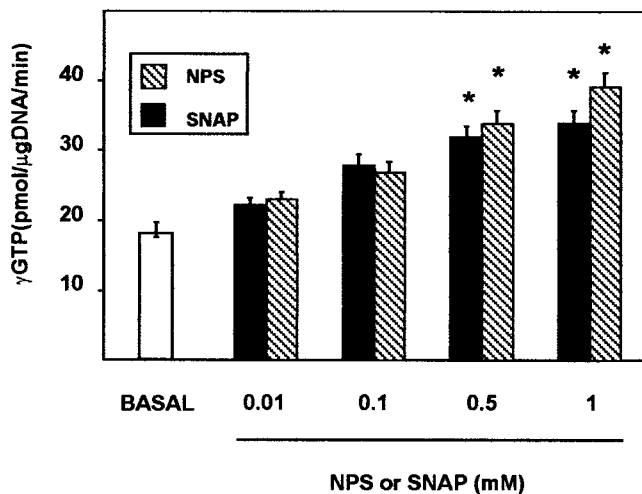 γGTP(pmol/μgDNA/min)
40
30
20
10
NPS
SNAP
* * * *
BASAL 0.01 0.1 0.5 1
NPS or SNAP (mM)